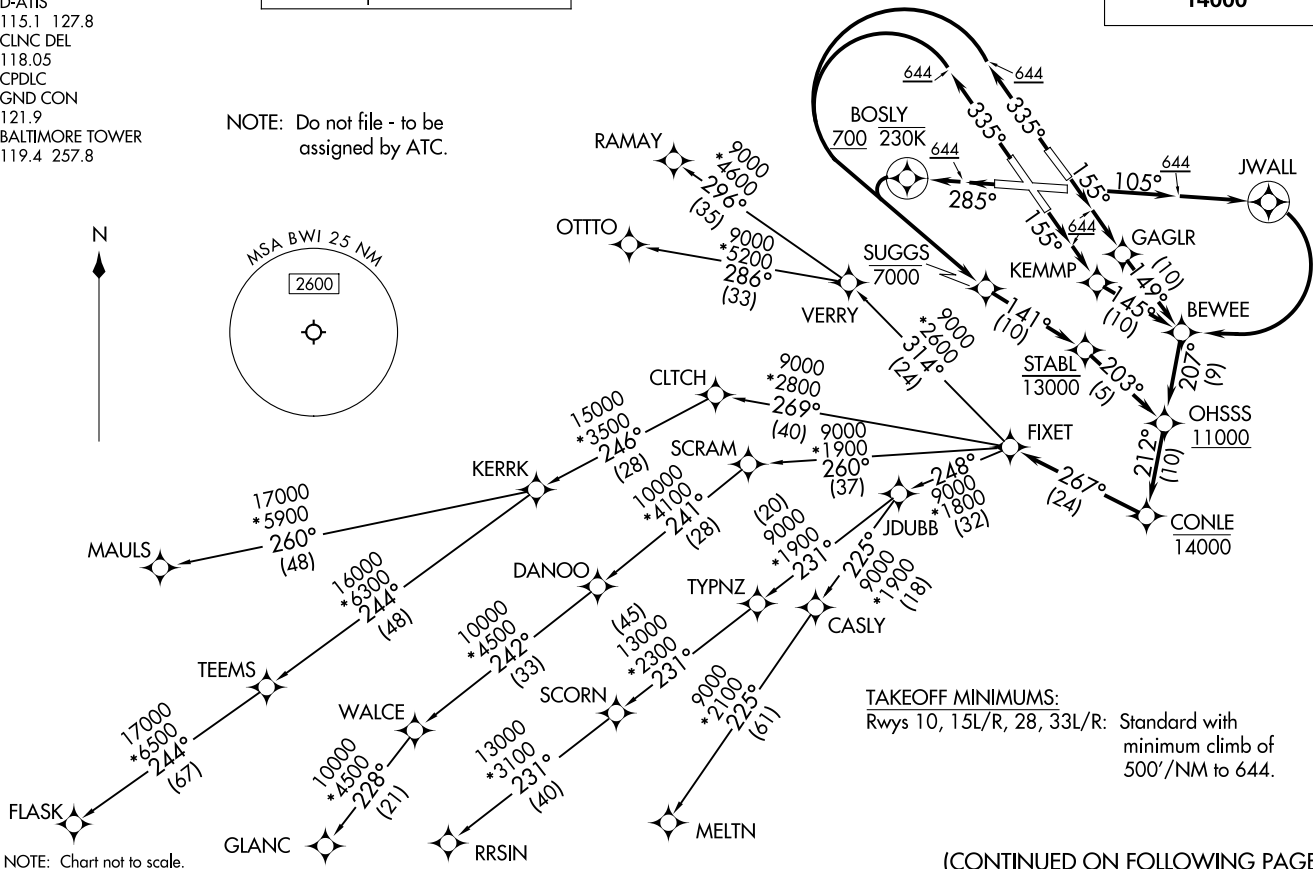 D-ATIS
115.1 127.8
CLNC DEL
118.05
CPDLC
GND CON
121.9
BALTIMORE TOWER
119.4 257.8
NOTE: Do not file - to be
assigned by ATC.
14000
N
MSA BWI 25 NM
2600
RAMAY
9000
*4600
296°
(35)
OTTTO
9000
*5200
286°
(33)
VERRY
9000
*2600
314°
(24)
BOSLY
700
230K
644
285°
644
335°
644
335°
155°
644
155°
105°
644
JWALL
GAGLR
(10)
149°
KEMMP
145°
(10)
BEWEE
207°
(9)
SUGGS
7000
141°
(10)
STABL
13000
203°
(5)
OHSSS
11000
212°
(10)
CONLE
14000
267°
(24)
FIXET
CLTCH
9000
*2800
269°
(40)
SCRAM
9000
*1900
260°
(37)
248°
9000
*1800
(32)
JDUBB
KERRK
15000
*3500
246°
(28)
MAULS
17000
*5900
260°
(48)
16000
*6300
244°
(48)
TEEMS
17000
*6500
244°
(67)
FLASK
10000
*4100
241°
(28)
DANOO
10000
*4500
242°
(33)
WALCE
10000
*4500
228°
(21)
GLANC
(20)
9000
*1900
231°
TYPNZ
(45)
13000
*2300
231°
SCORN
13000
*3100
231°
(40)
RRSIN
225°
9000
*1900
(18)
CASLY
9000
*2100
225°
(61)
MELTN
TAKEOFF MINIMUMS:
Rwys 10, 15L/R, 28, 33L/R: Standard with
minimum climb of
500'/NM to 644.
NOTE: Chart not to scale.
(CONTINUED ON FOLLOWING PAGE